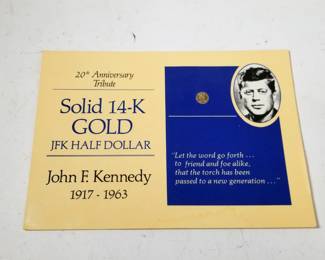 20th Anniversary
Tribute
Solid 14-K
GOLD
JFK HALF DOLLAR
John F. Kennedy
1917 - 1963
"Let the word go forth ...
to friend and foe alike,
that the torch has been
passed to a new generation ..."